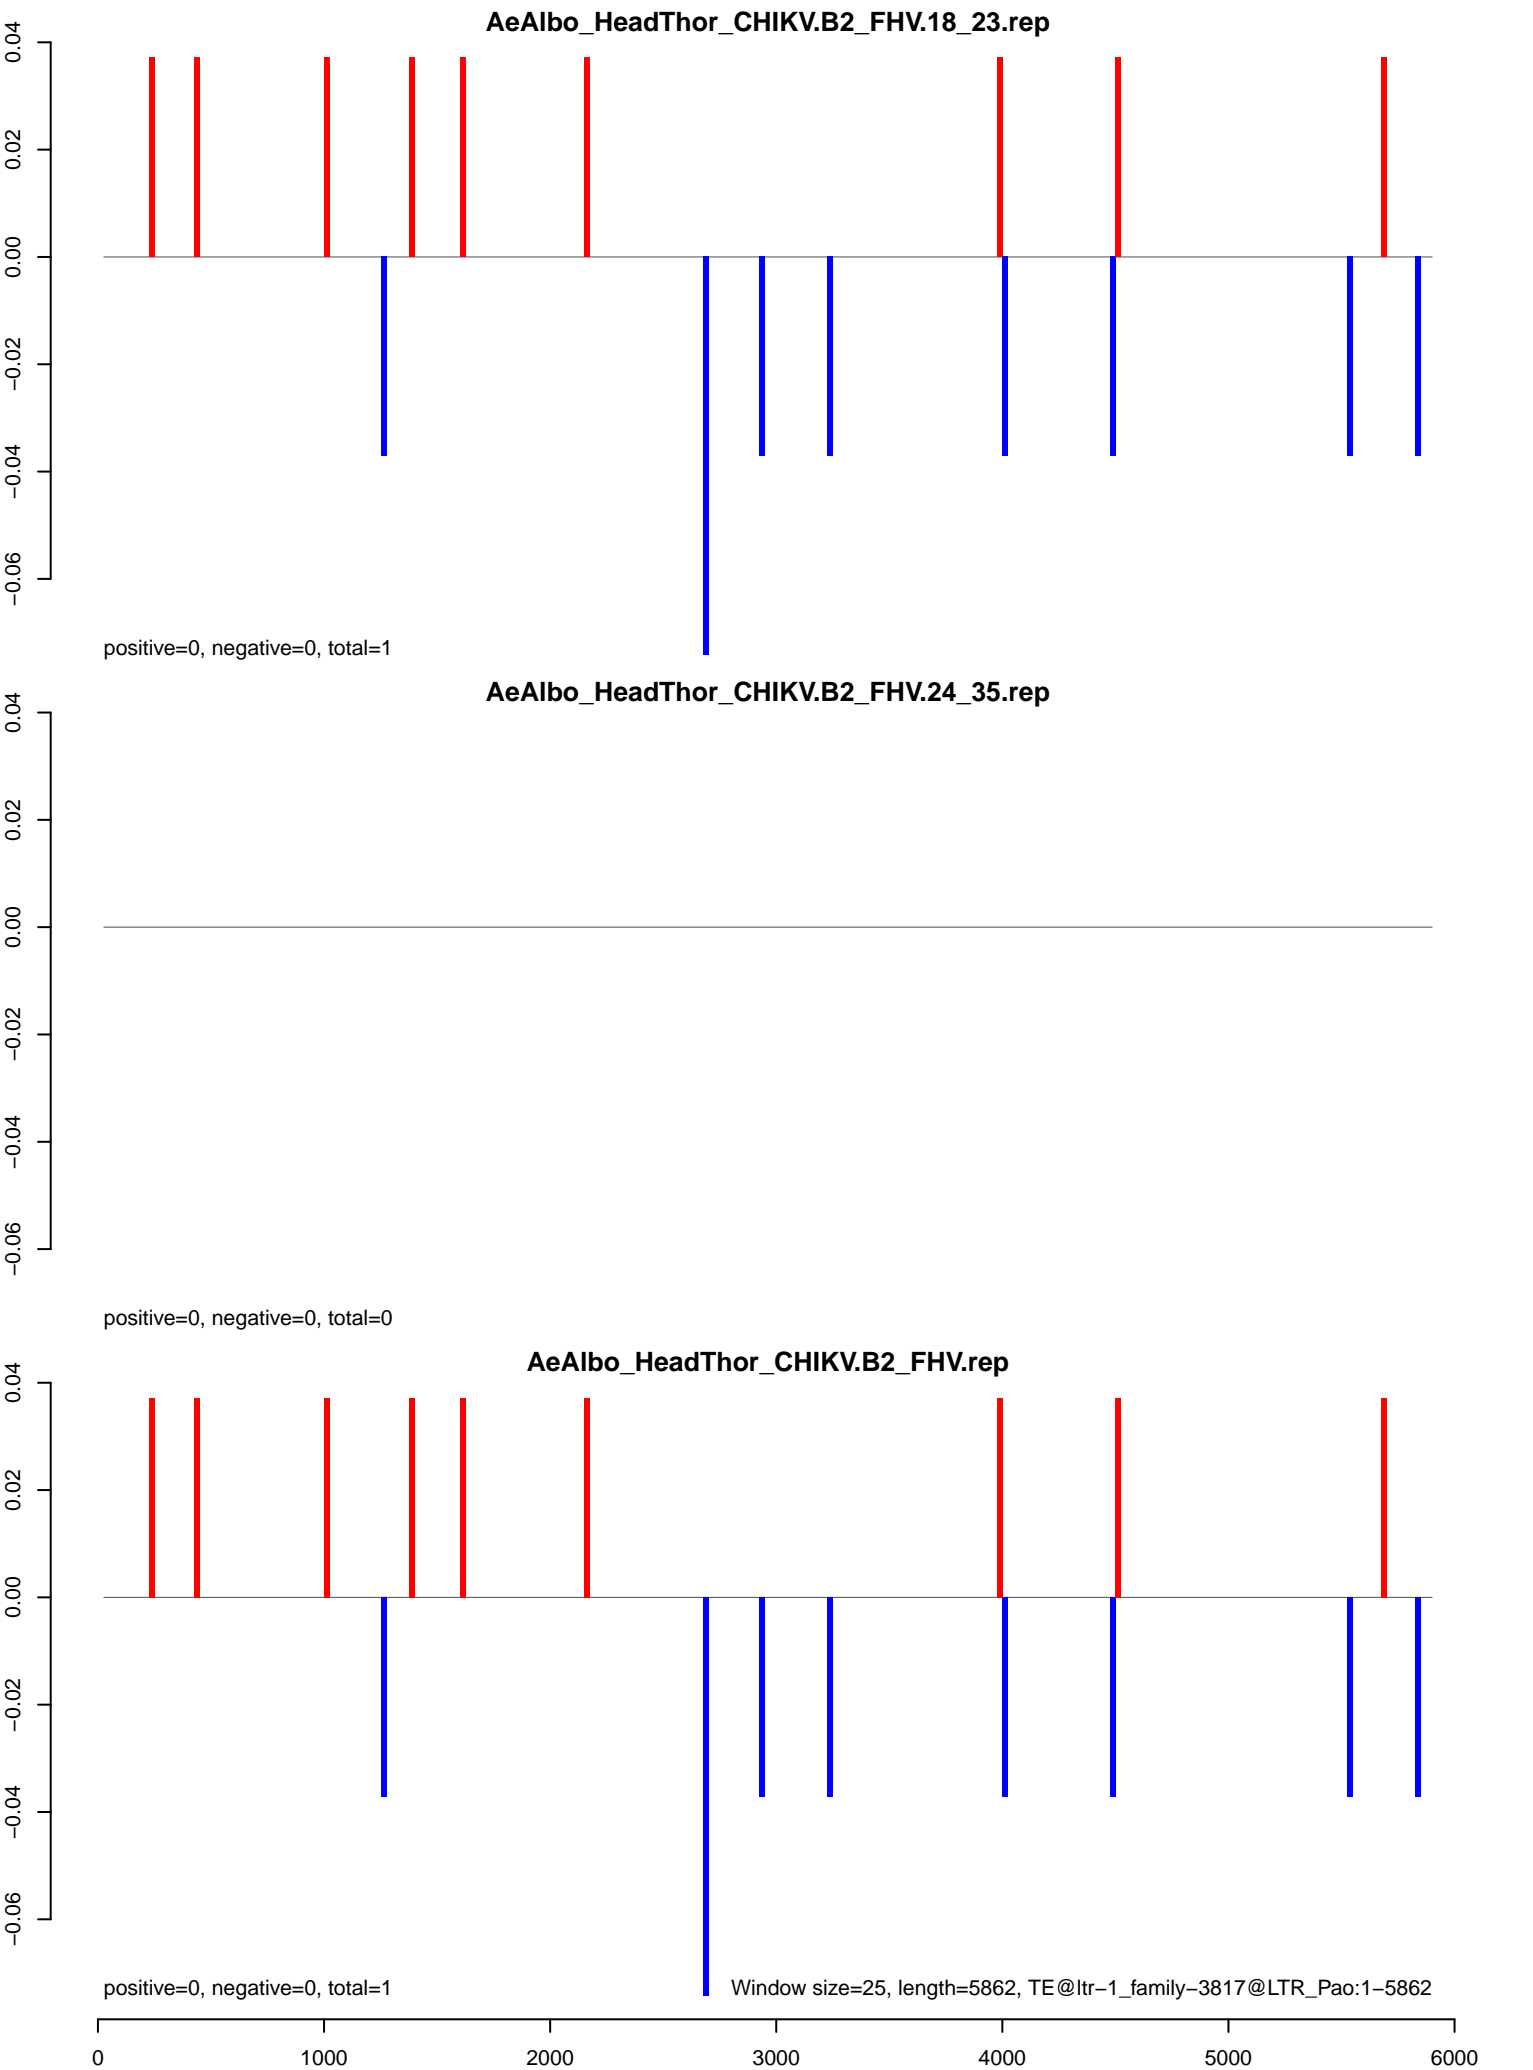 AeAlbo_HeadThor_CHIKV.B2_FHV.18_23.rep
0.04
0.02
0.00
−0.02
−0.04
−0.06
positive=0, negative=0, total=1
AeAlbo_HeadThor_CHIKV.B2_FHV.24_35.rep
0.04
0.02
0.00
−0.02
−0.04
−0.06
positive=0, negative=0, total=0
AeAlbo_HeadThor_CHIKV.B2_FHV.rep
0.04
0.02
0.00
−0.02
−0.04
−0.06
positive=0, negative=0, total=1
Window size=25, length=5862, TE@ltr−1_family−3817@LTR_Pao:1−5862
0 1000 2000 3000 4000 5000 6000